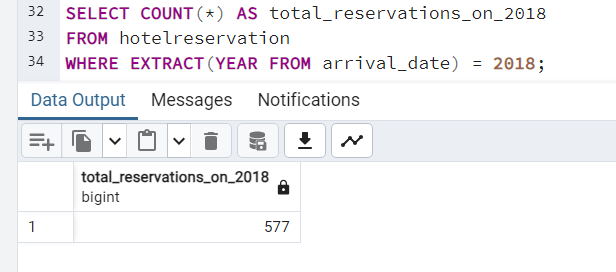 32 SELECT COUNT(*) AS total_reservations_on_2018
33 FROM hotelreservation
34 WHERE EXTRACT(YEAR FROM arrival_date) = 2018;
Data Output Messages Notifications
total_reservations_on_2018
bigint
1 577